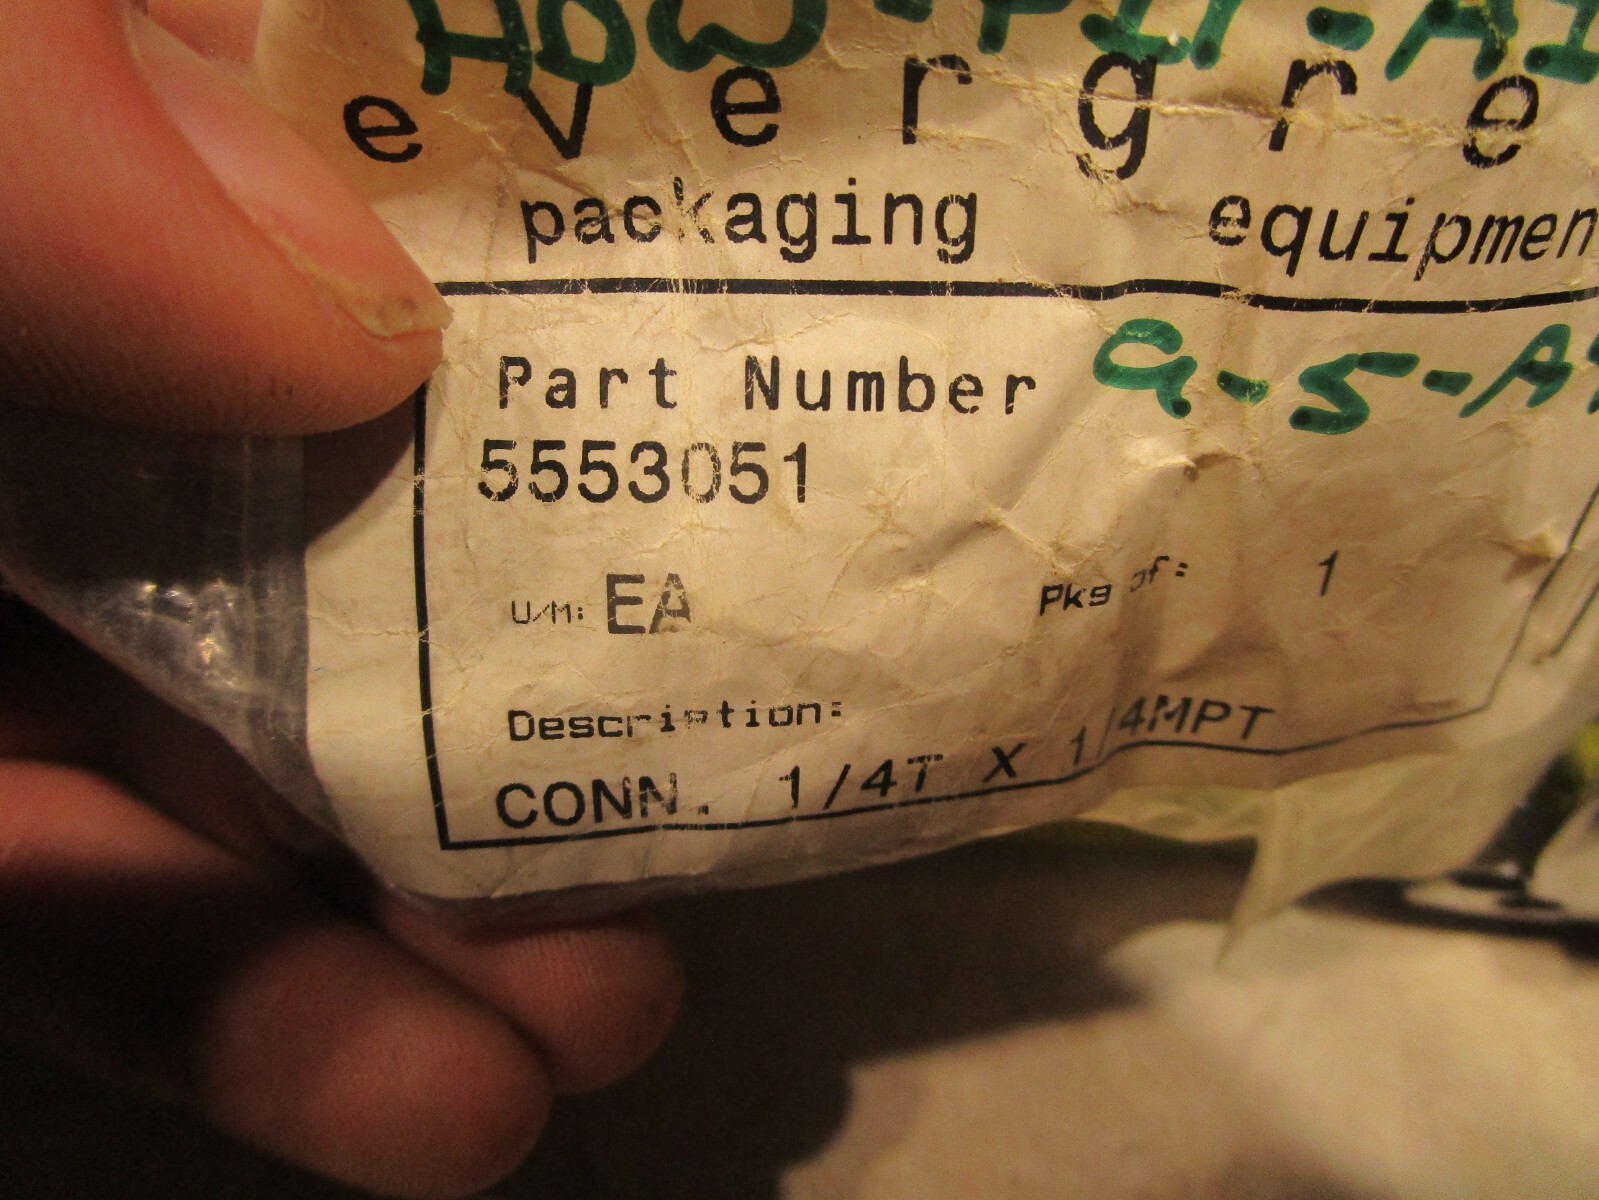 evergre
packaging equipmen
Part Number
5553051
U/M: EA Pkg of: 1
Description:
CONN. 1/4T X 1/4MPT